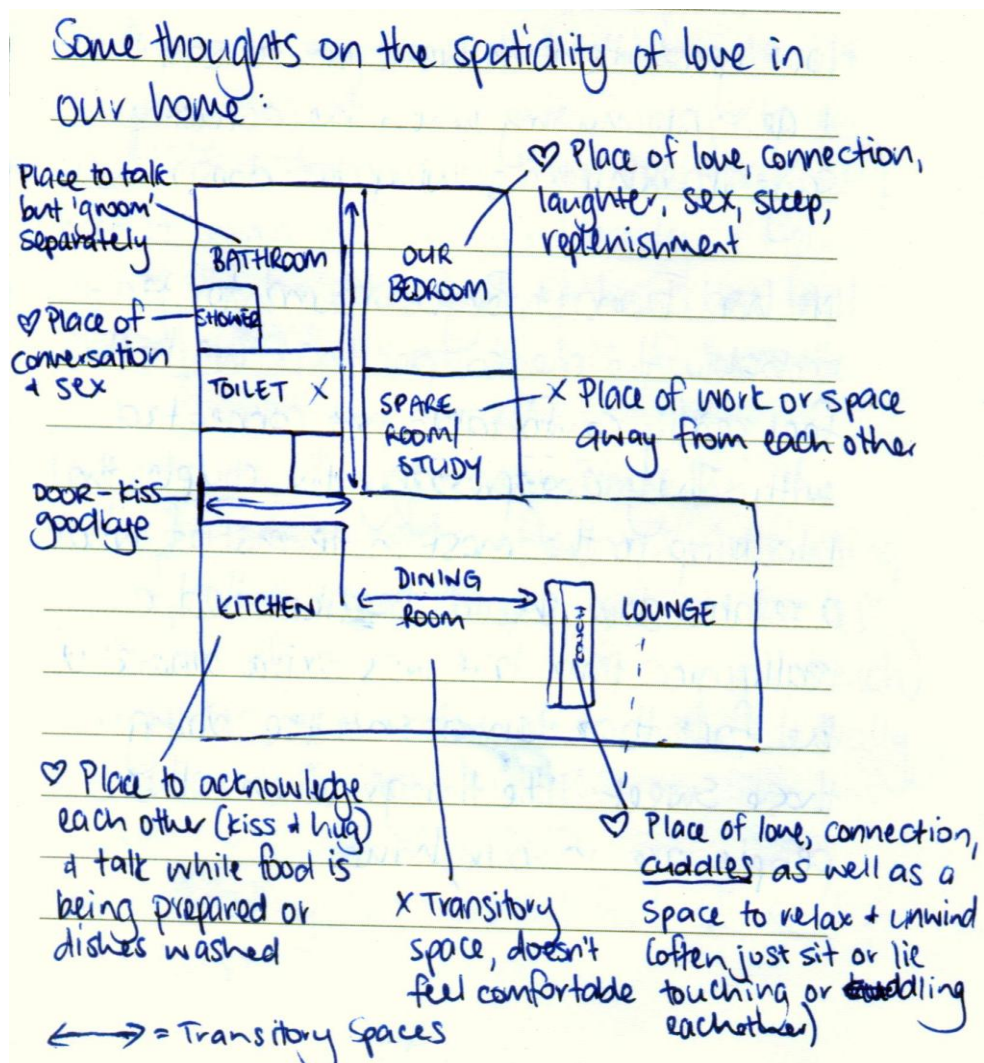 Some thoughts on the spatiality of love in
our home:
Place to talk
but 'groom'
separately
♡ Place of love, connection,
laughter, sex, sleep,
replenishment
BATHROOM
OUR
BEDROOM
♡ Place of
conversation
+ sex
SHOWER
TOILET X
SPARE
ROOM/
STUDY
X Place of work or space
away from each other
DOOR-kiss
goodbye
KITCHEN
DINING
ROOM
COUCH
LOUNGE
♡ Place to acknowledge
each other (kiss + hug)
+ talk while food is
being prepared or
dishes washed
X Transitory
space, doesn't
feel comfortable
♡ Place of love, connection,
cuddles as well as a
space to relax + unwind
(often just sit or lie
touching or cuddling
eachother)
↔ = Transitory Spaces